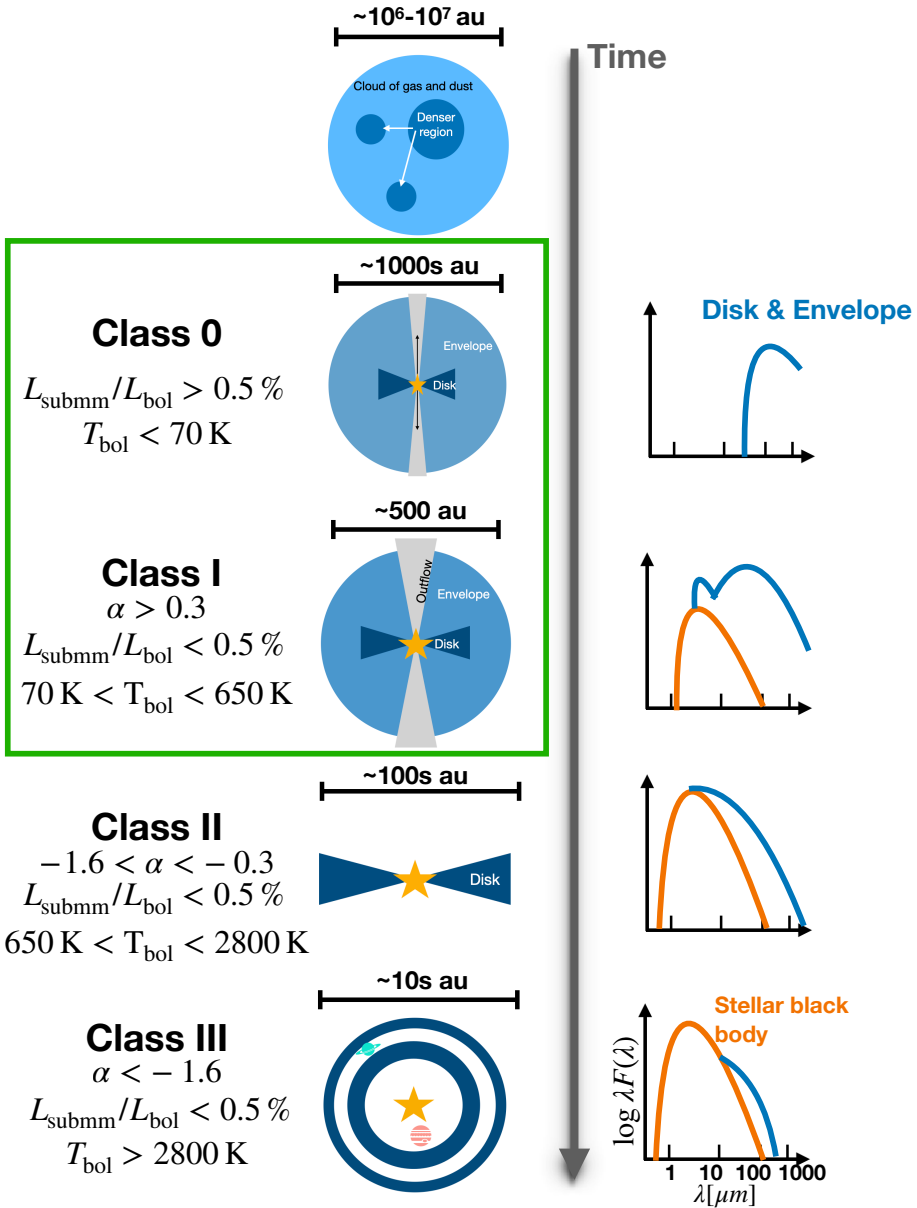 ~10⁶-10⁷ au
Time
Cloud of gas and dust
Denser
region
~1000s au
Class 0
L_submm/L_bol > 0.5 %
T_bol < 70 K
Envelope
Disk
Disk & Envelope
~500 au
Class I
α > 0.3
L_submm/L_bol < 0.5 %
70 K < T_bol < 650 K
Outflow
Envelope
Disk
~100s au
Class II
−1.6 < α < − 0.3
L_submm/L_bol < 0.5 %
650 K < T_bol < 2800 K
Disk
~10s au
Class III
α < − 1.6
L_submm/L_bol < 0.5 %
T_bol > 2800 K
Stellar black
body
log λF(λ)
1 10 100 1000
λ[μm]